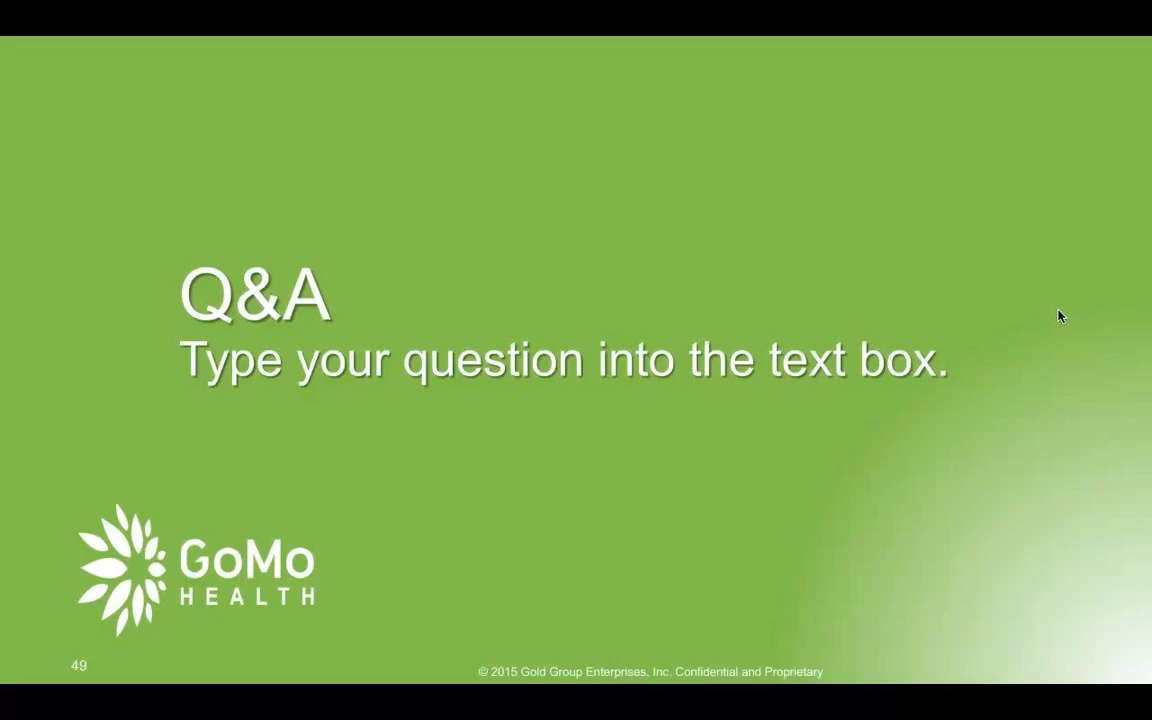 Q&A
Type your question into the text box.
GoMo
HEALTH
49
© 2015 Gold Group Enterprises, Inc. Confidential and Proprietary